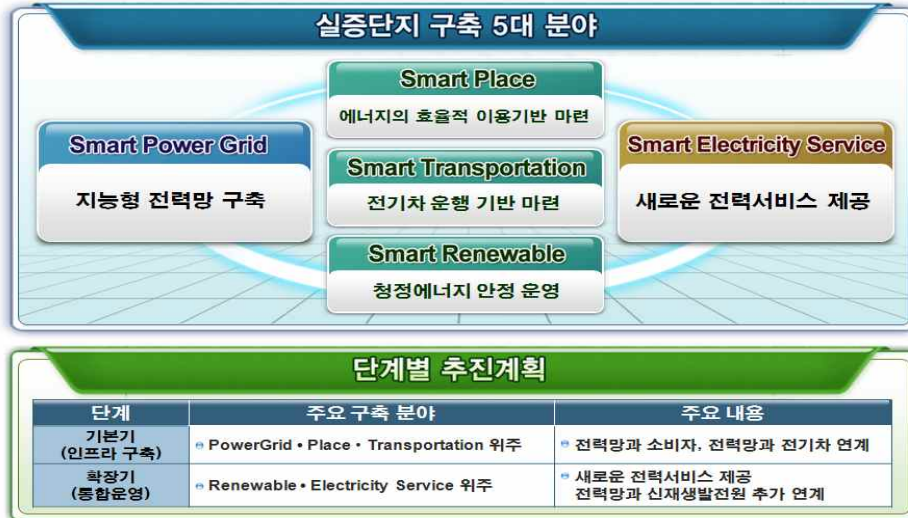 실증단지 구축 5대 분야
Smart Place
에너지의 효율적 이용기반 마련
Smart Power Grid
지능형 전력망 구축
Smart Transportation
전기차 운행 기반 마련
Smart Electricity Service
새로운 전력서비스 제공
Smart Renewable
청정에너지 안정 운영
단계별 추진계획
단계 주요 구축 분야 주요 내용
기본기
(인프라 구축)
PowerGrid • Place • Transportation 위주
전력망과 소비자, 전력망과 전기차 연계
확장기
(통합운영)
Renewable • Electricity Service 위주
새로운 전력서비스 제공
전력망과 신재생발전원 추가 연계